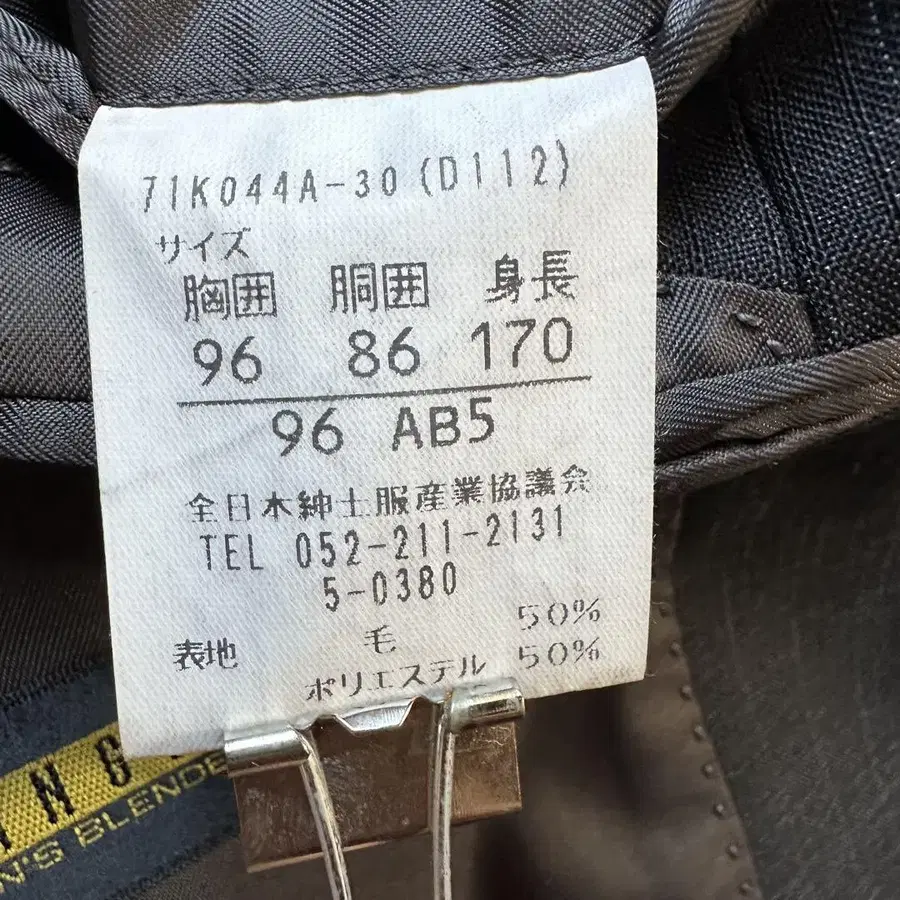 71K044A-30(D112)
サイズ
胸囲 胴囲 身長
96 86 170
96 AB5
全日本紳士服産業協議会
TEL 052-211-2131
5-0380
表地 毛 50%
ポリエステル 50%